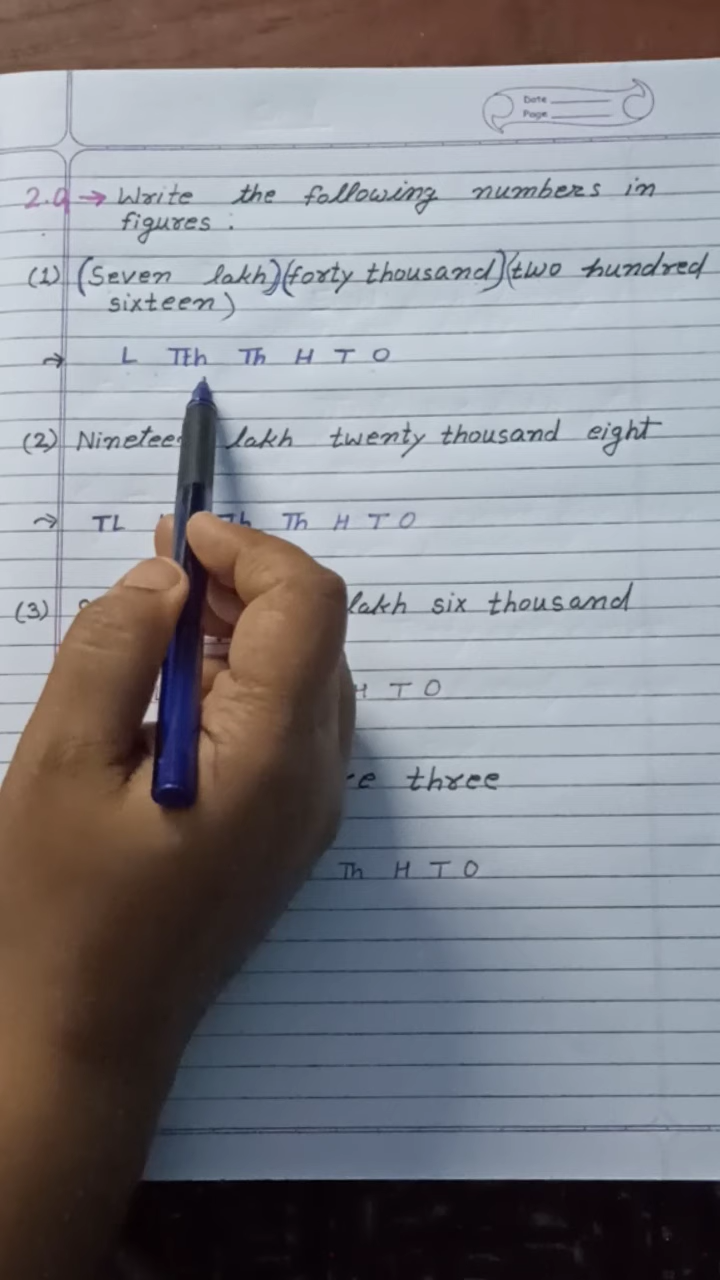 Date
Page
2.9 → Write the following numbers in
figures :
(1) (Seven lakh) (forty thousand) (two hundred
sixteen)
→ L TTh Th H T O
(2) lakh twenty thousand eight
→ TL Th H T O
(3) lakh six thousand
H T O
three
Th H T O